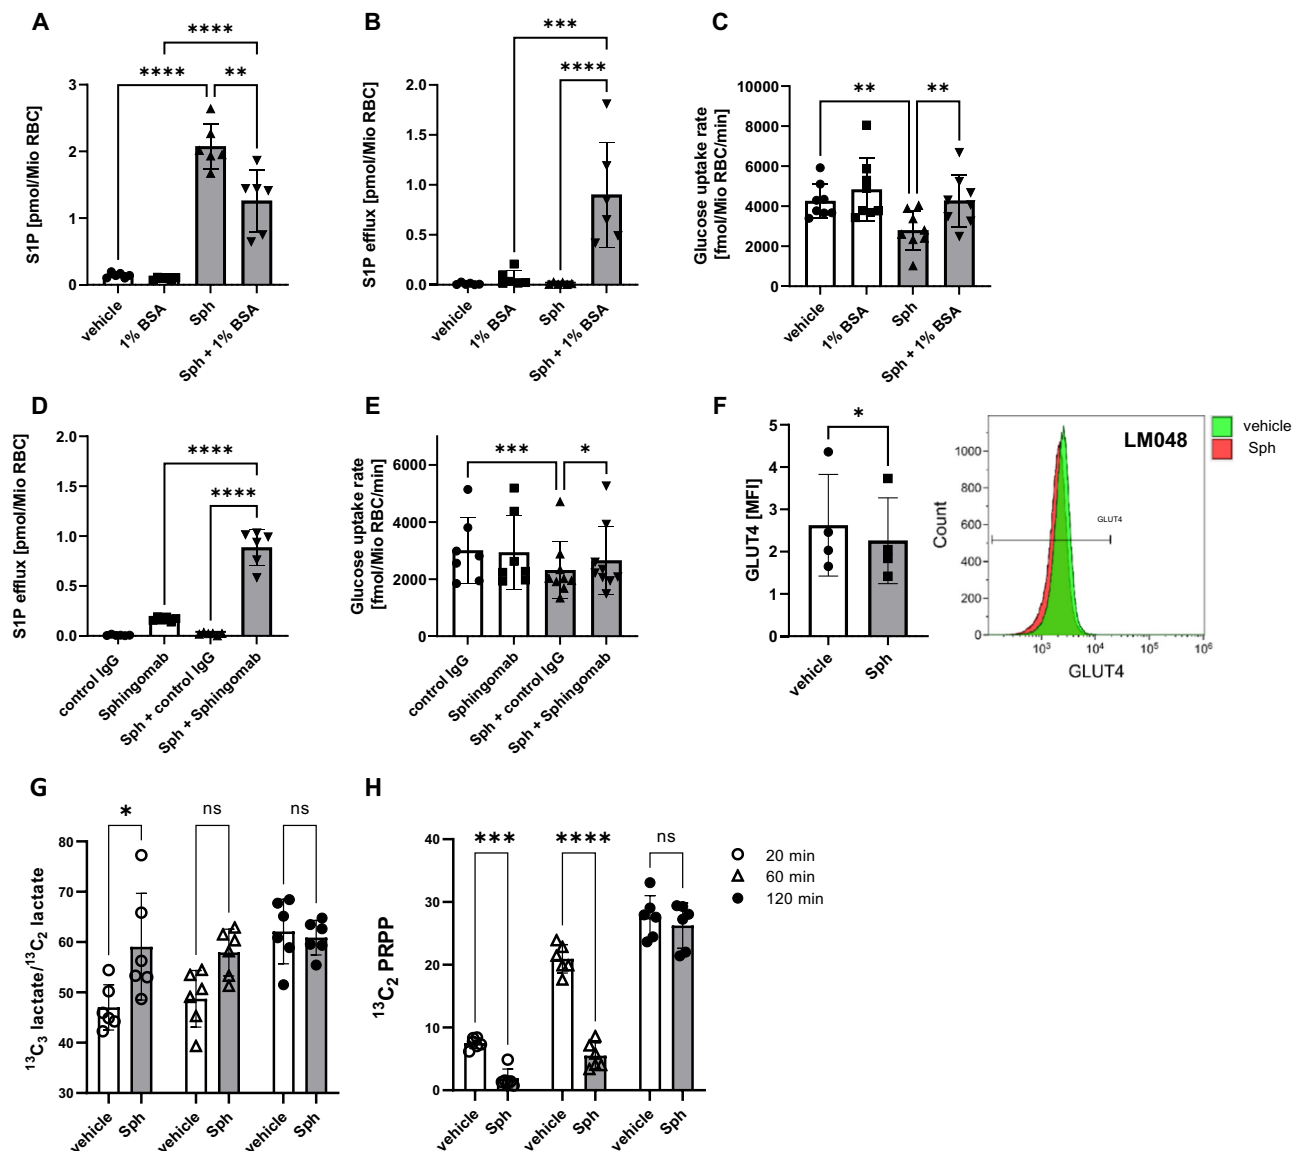 A
S1P [pmol/Mio RBC]
3
2
1
0
****
****
**
vehicle
1% BSA
Sph
Sph + 1% BSA
B
S1P efflux [pmol/Mio RBC]
2.0
1.5
1.0
0.5
0.0
***
****
vehicle
1% BSA
Sph
Sph + 1% BSA
C
Glucose uptake rate
[fmol/Mio RBC/min]
10000
8000
6000
4000
2000
0
**
**
vehicle
1% BSA
Sph
Sph + 1% BSA
D
S1P efflux [pmol/Mio RBC]
2.0
1.5
1.0
0.5
0.0
****
****
control IgG
Sphingomab
Sph + control IgG
Sph + Sphingomab
E
Glucose uptake rate
[fmol/Mio RBC/min]
6000
4000
2000
0
***
*
control IgG
Sphingomab
Sph + control IgG
Sph + Sphingomab
F
GLUT4 [MFI]
5
4
3
2
1
0
*
vehicle
Sph
Count
1000
800
600
400
200
0
LM048
GLUT4
10³
10⁴
10⁵
10⁶
GLUT4
vehicle
Sph
G
¹³C₃ lactate/¹³C₂ lactate
80
70
60
50
40
30
*
ns
ns
vehicle
Sph
vehicle
Sph
vehicle
Sph
H
¹³C₂ PRPP
40
30
20
10
0
***
****
ns
vehicle
Sph
vehicle
Sph
vehicle
Sph
20 min
60 min
120 min